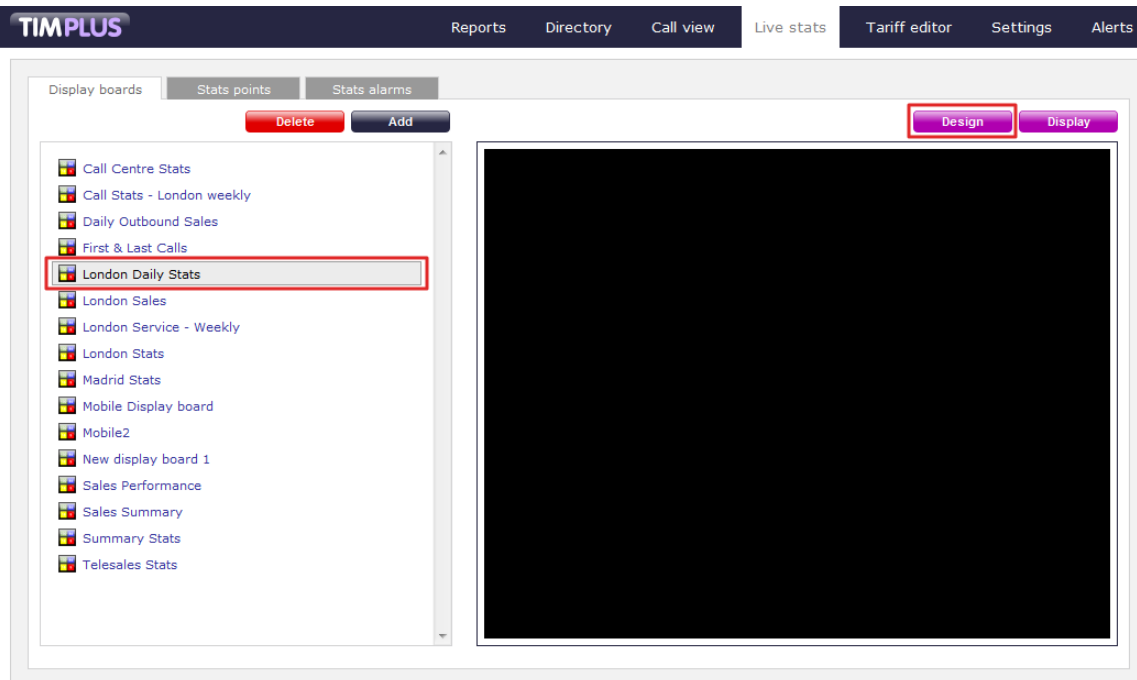 TIMPLUS Reports Directory Call view Live stats Tariff editor Settings Alerts
Display boards Stats points Stats alarms
Delete Add Design Display
Call Centre Stats
Call Stats - London weekly
Daily Outbound Sales
First & Last Calls
London Daily Stats
London Sales
London Service - Weekly
London Stats
Madrid Stats
Mobile Display board
Mobile2
New display board 1
Sales Performance
Sales Summary
Summary Stats
Telesales Stats